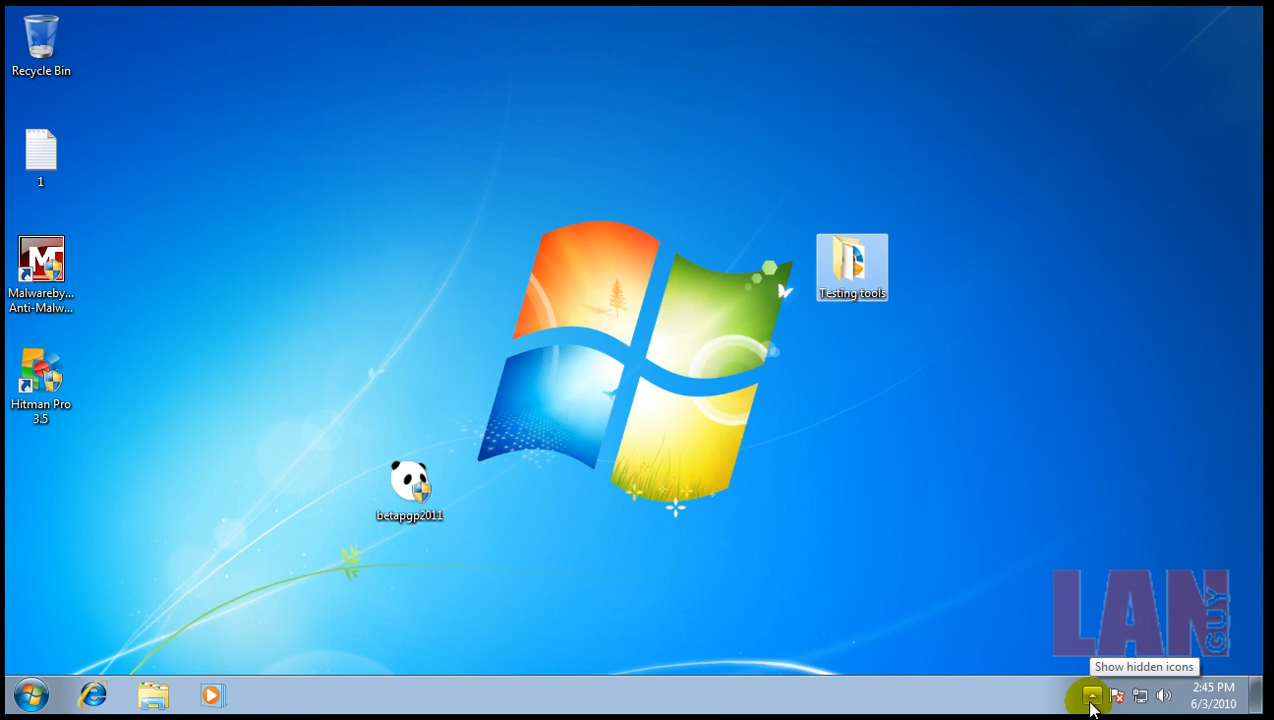 Recycle Bin
1
Malwareby...
Anti-Malw...
Hitman Pro
3.5
betapgp2011
Testing tools
LAN
GUY
Show hidden icons
2:45 PM
6/3/2010